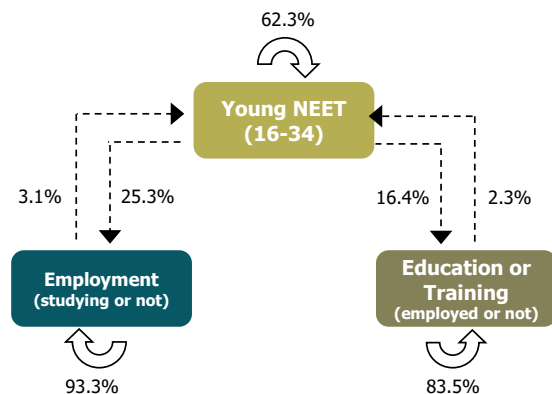 62.3%
Young NEET
(16-34)
3.1%
25.3%
16.4%
2.3%
Employment
(studying or not)
Education or
Training
(employed or not)
93.3%
83.5%